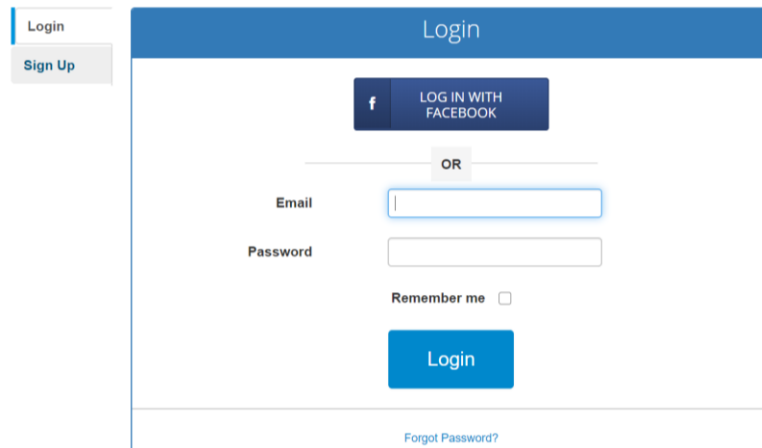 Login
Sign Up
Login
f
LOG IN WITH
FACEBOOK
OR
Email
Password
Remember me
Login
Forgot Password?